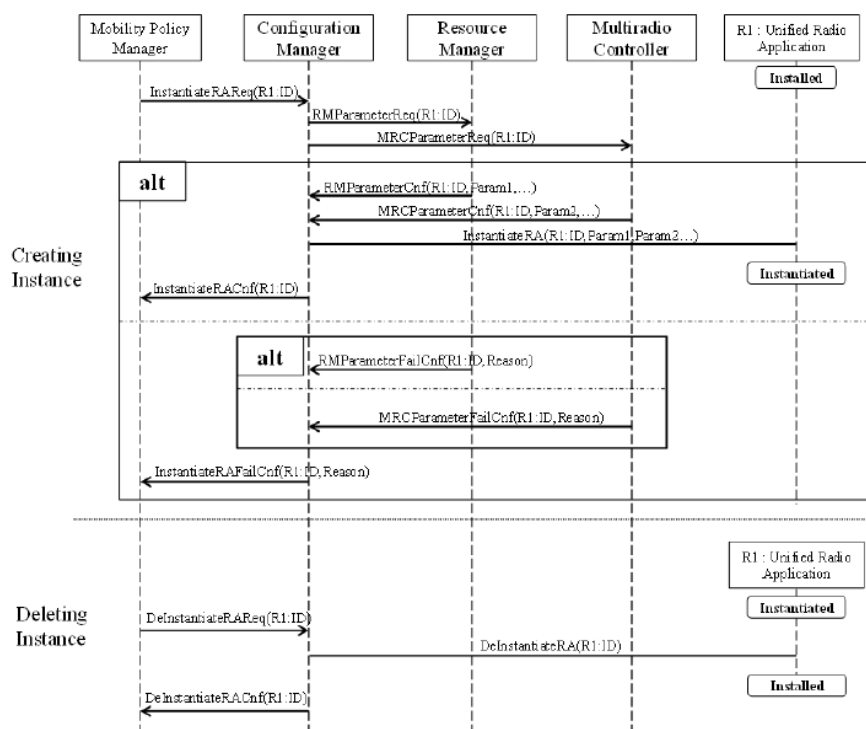 Mobility Policy
Manager
Configuration
Manager
Resource
Manager
Multiradio
Controller
R1 : Unified Radio
Application
Installed
InstantiateRAReq(R1:ID)
RMParameterReq(R1:ID)
MRCParameterReq(R1:ID)
alt
RMParameterCnf(R1:ID,Param1,…)
MRCParameterCnf(R1:ID,Param2,…)
InstantiateRA(R1:ID,Param1,Param2…)
Creating
Instance
Instantiated
InstantiateRACnf(R1:ID)
alt
RMParameterFailCnf(R1:ID,Reason)
MRCParameterFailCnf(R1:ID,Reason)
InstantiateRAFailCnf(R1:ID,Reason)
R1 : Unified Radio
Application
Deleting
Instance
Instantiated
DeInstantiateRAReq(R1:ID)
DeInstantiateRA(R1:ID)
Installed
DeInstantiateRACnf(R1:ID)